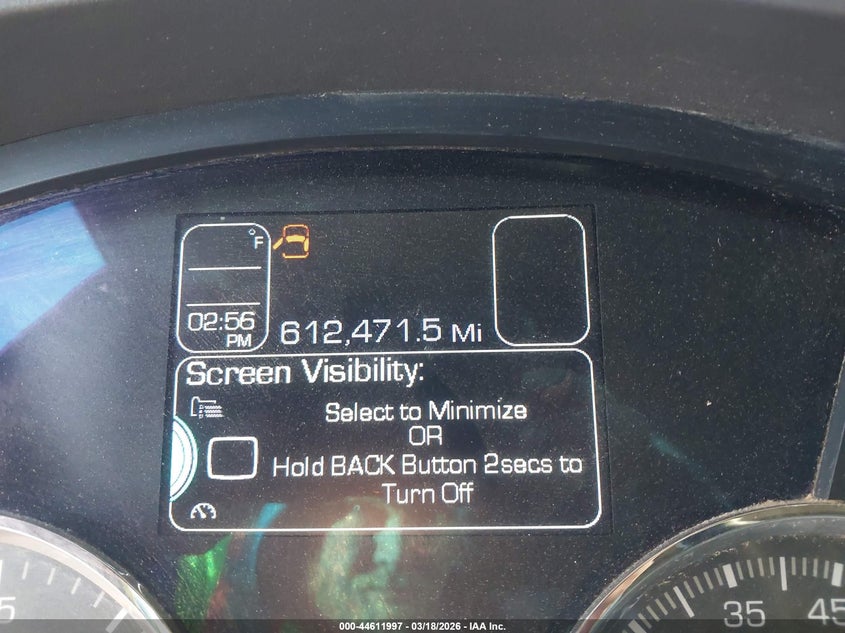 °F
02:56
PM
612,471.5 Mi
Screen Visibility:
Select to Minimize
OR
Hold BACK Button 2secs to
Turn Off
5
35
45
000-44611997 — 03/18/2026 — IAA Inc.